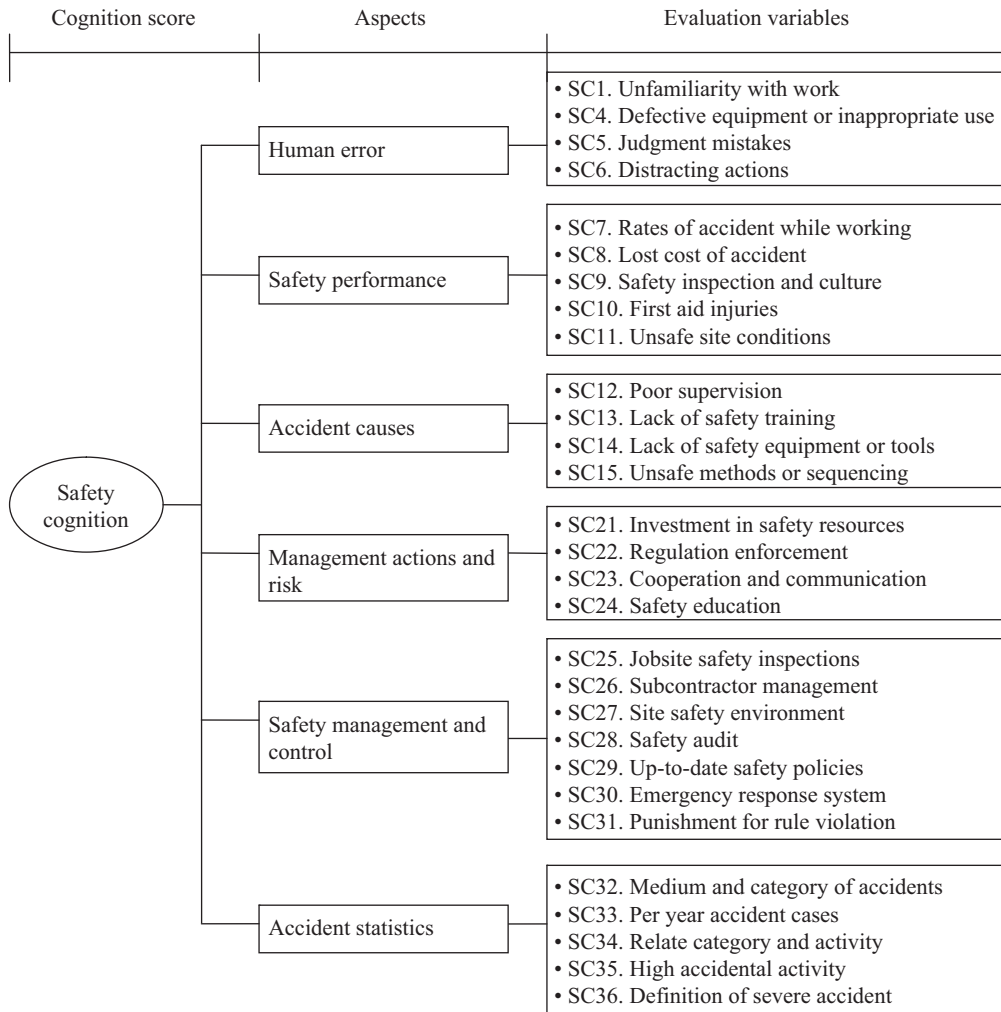 Cognition score
Aspects
Evaluation variables
Safety
cognition
Human error
• SC1. Unfamiliarity with work
• SC4. Defective equipment or inappropriate use
• SC5. Judgment mistakes
• SC6. Distracting actions
Safety performance
• SC7. Rates of accident while working
• SC8. Lost cost of accident
• SC9. Safety inspection and culture
• SC10. First aid injuries
• SC11. Unsafe site conditions
Accident causes
• SC12. Poor supervision
• SC13. Lack of safety training
• SC14. Lack of safety equipment or tools
• SC15. Unsafe methods or sequencing
Management actions and
risk
• SC21. Investment in safety resources
• SC22. Regulation enforcement
• SC23. Cooperation and communication
• SC24. Safety education
Safety management and
control
• SC25. Jobsite safety inspections
• SC26. Subcontractor management
• SC27. Site safety environment
• SC28. Safety audit
• SC29. Up-to-date safety policies
• SC30. Emergency response system
• SC31. Punishment for rule violation
Accident statistics
• SC32. Medium and category of accidents
• SC33. Per year accident cases
• SC34. Relate category and activity
• SC35. High accidental activity
• SC36. Definition of severe accident